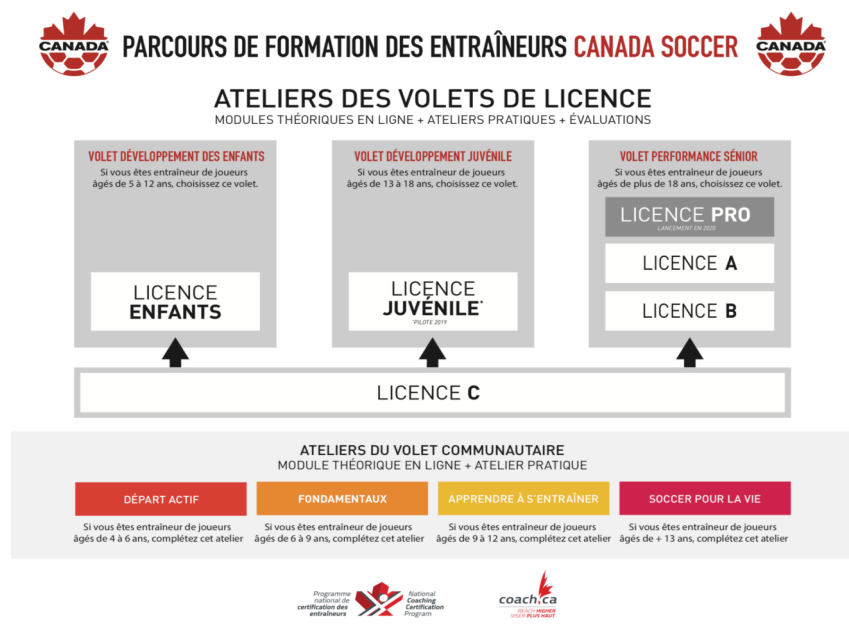 CANADA
PARCOURS DE FORMATION DES ENTRAÎNEURS CANADA SOCCER
CANADA
ATELIERS DES VOLETS DE LICENCE
MODULES THÉORIQUES EN LIGNE + ATELIERS PRATIQUES + ÉVALUATIONS
VOLET DÉVELOPPEMENT DES ENFANTS
Si vous êtes entraîneur de joueurs
âgés de 5 à 12 ans, choisissez ce volet.
LICENCE
ENFANTS
VOLET DÉVELOPPEMENT JUVÉNILE
Si vous êtes entraîneur de joueurs
âgés de 13 à 18 ans, choisissez ce volet.
LICENCE
JUVÉNILE*
*PILOTE 2019
VOLET PERFORMANCE SÉNIOR
Si vous êtes entraîneur de joueurs
âgés de plus de 18 ans, choisissez ce volet.
LICENCE PRO
LANCEMENT EN 2020
LICENCE A
LICENCE B
LICENCE C
ATELIERS DU VOLET COMMUNAUTAIRE
MODULE THÉORIQUE EN LIGNE + ATELIER PRATIQUE
DÉPART ACTIF
Si vous êtes entraîneur de joueurs
âgés de 4 à 6 ans, complétez cet atelier
FONDAMENTAUX
Si vous êtes entraîneur de joueurs
âgés de 6 à 9 ans, complétez cet atelier
APPRENDRE À S'ENTRAÎNER
Si vous êtes entraîneur de joueurs
âgés de 9 à 12 ans, complétez cet atelier
SOCCER POUR LA VIE
Si vous êtes entraîneur de joueurs
âgés de + 13 ans, complétez cet atelier
Programme
national de
certification des
entraîneurs
National
Coaching
Certification
Program
coach.ca
REACH HIGHER
VISER PLUS HAUT